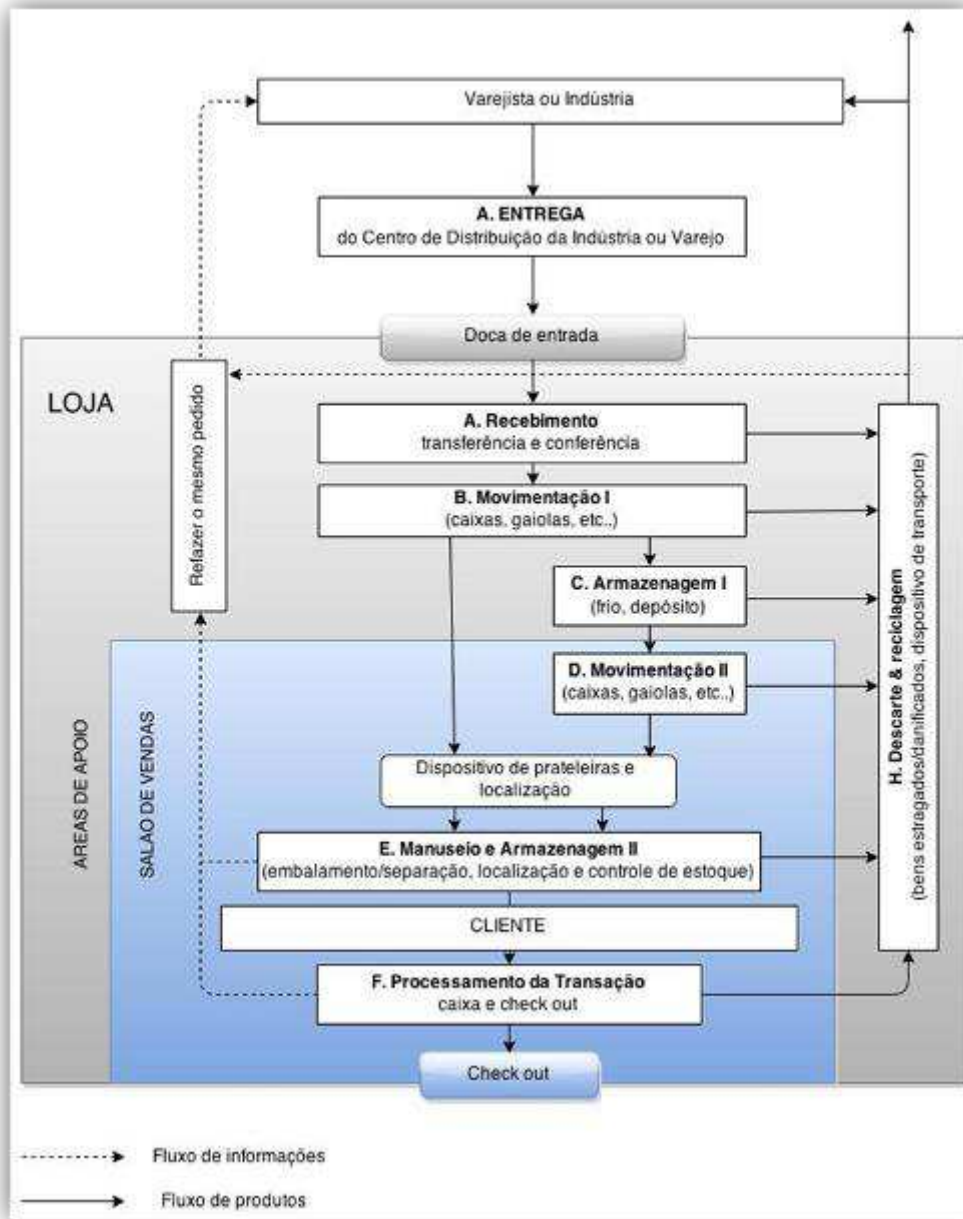 Varejista ou Indústria
A. ENTREGA
do Centro de Distribuição da Indústria ou Varejo
Doca de entrada
LOJA
Refazer o mesmo pedido
A. Recebimento
transferência e conferência
B. Movimentação I
(caixas, gaiolas, etc..)
C. Armazenagem I
(frio, depósito)
D. Movimentação II
(caixas, gaiolas, etc..)
H. Descarte & reciclagem
(bens estragados/danificados, dispositivo de transporte)
ÁREAS DE APOIO
SALÃO DE VENDAS
Dispositivo de prateleiras e
localização
E. Manuseio e Armazenagem II
(embalamento/separação, localização e controle de estoque)
CLIENTE
F. Processamento da Transação
caixa e check out
Check out
Fluxo de informações
Fluxo de produtos